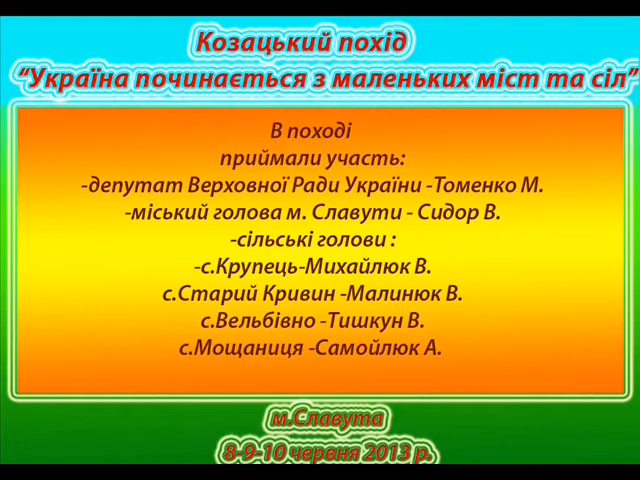 Козацький похід
“Україна починається з маленьких міст та сіл”
В поході
приймали участь:
-депутат Верховної Ради України -Томенко М.
-міський голова м. Славути - Сидор В.
-сільські голови :
-с.Крупець-Михайлюк В.
с.Старий Кривин -Малинюк В.
с.Вельбівно -Тишкун В.
с.Мощаниця -Самойлюк А.
м.Славута
8-9-10 червня 2013 р.